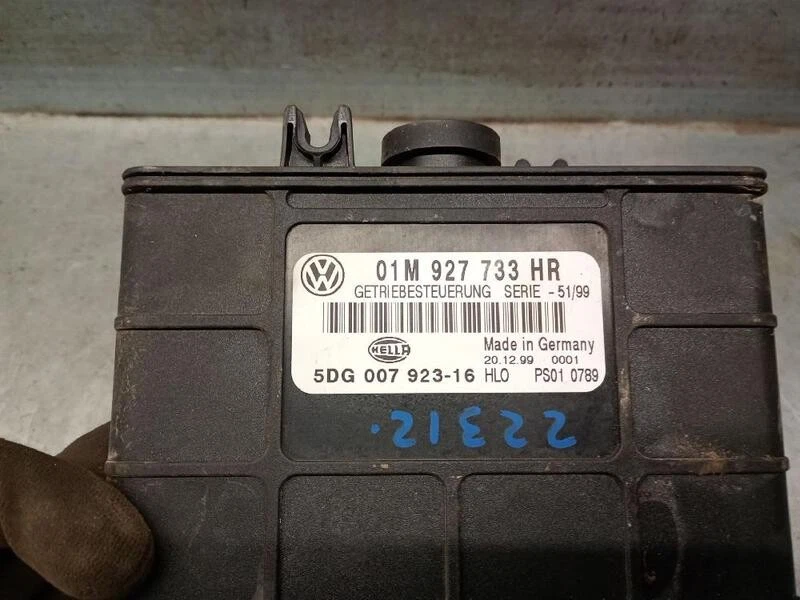 01M 927 733 HR
GETRIEBESTEUERUNG SERIE - 51/99
HELLA
Made in Germany
20.12.99 0001
5DG 007 923-16 HLO PS01 0789
22312.